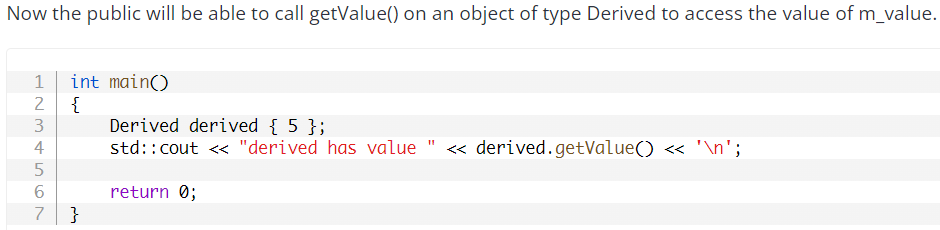 Now the public will be able to call getValue() on an object of type Derived to access the value of m_value.
1 int main()
2 {
3     Derived derived { 5 };
4     std::cout << "derived has value " << derived.getValue() << '\n';
5
6     return 0;
7 }